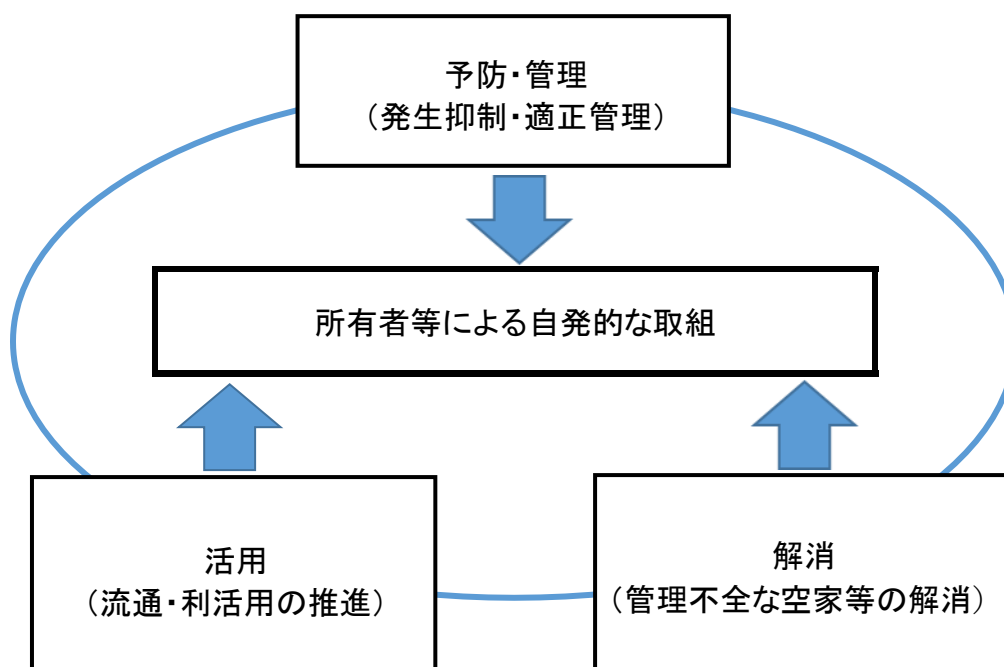 予防・管理
（発生抑制・適正管理）
所有者等による自発的な取組
活用
（流通・利活用の推進）
解消
（管理不全な空家等の解消）